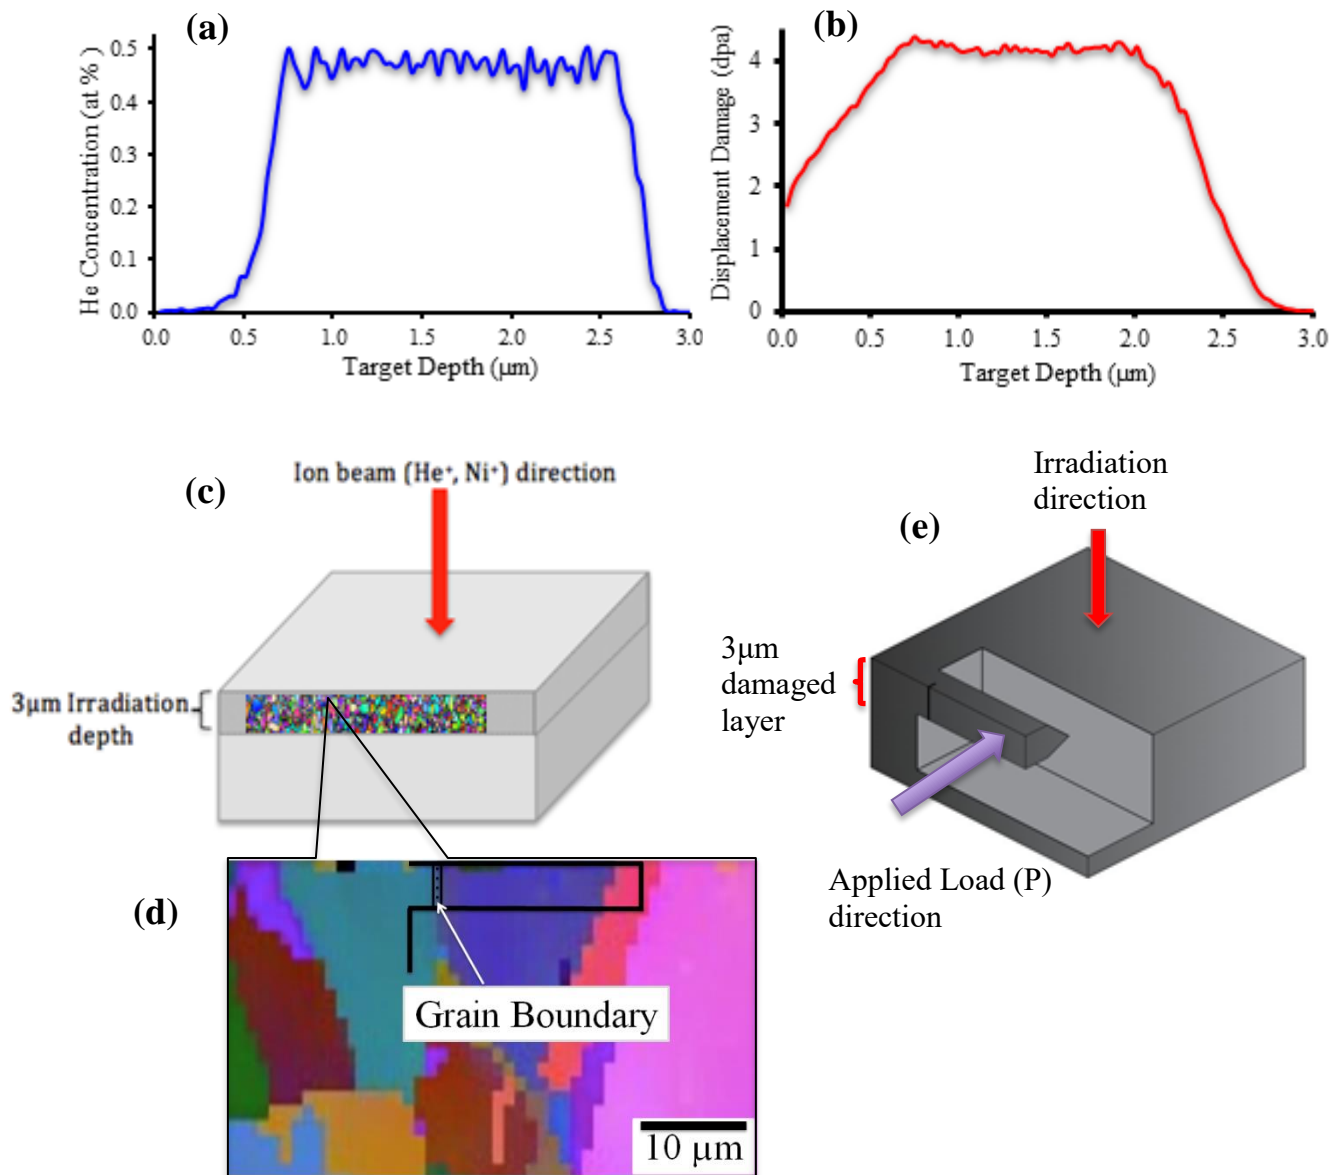 (a)
He Concentration (at % )
0.5
0.4
0.3
0.2
0.1
0.0
0.0 0.5 1.0 1.5 2.0 2.5 3.0
Target Depth (µm)
(b)
Displacement Damage (dpa)
4
3
2
1
0
0.0 0.5 1.0 1.5 2.0 2.5 3.0
Target Depth (µm)
(c)
Ion beam (He⁺, Ni⁺) direction
3µm Irradiation
depth
(d)
Grain Boundary
10 µm
(e)
Irradiation
direction
3µm
damaged
layer
Applied Load (P)
direction